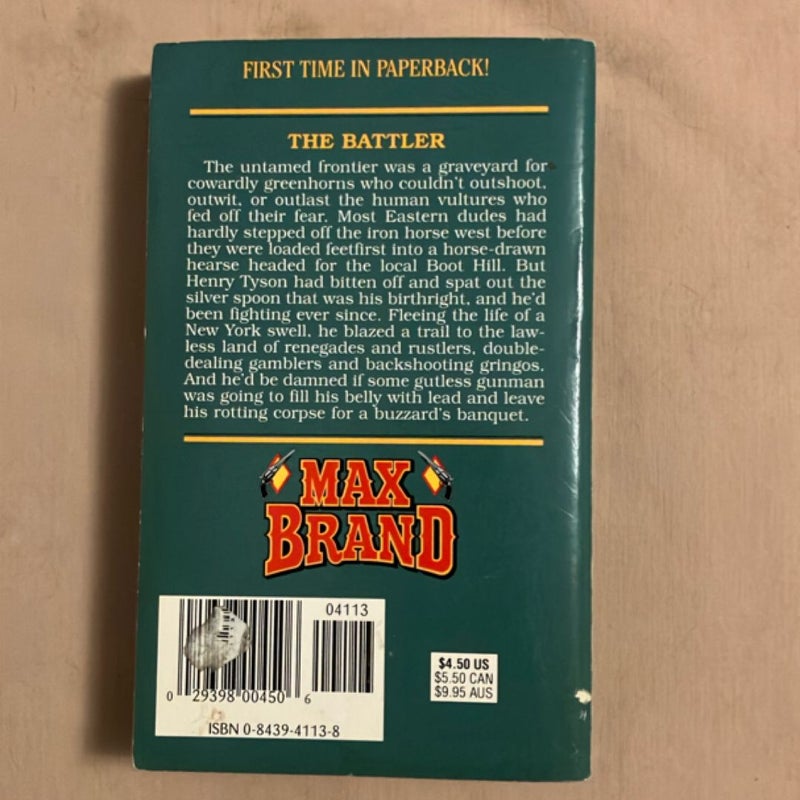 FIRST TIME IN PAPERBACK!
THE BATTLER
The untamed frontier was a graveyard for
cowardly greenhorns who couldn't outshoot,
outwit, or outlast the human vultures who
fed off their fear. Most Eastern dudes had
hardly stepped off the iron horse west before
they were loaded feetfirst into a horse-drawn
hearse headed for the local Boot Hill. But
Henry Tyson had bitten off and spat out the
silver spoon that was his birthright, and he'd
been fighting ever since. Fleeing the life of a
New York swell, he blazed a trail to the law-
less land of renegades and rustlers, double-
dealing gamblers and backshooting gringos.
And he'd be damned if some gutless gunman
was going to fill his belly with lead and leave
his rotting corpse for a buzzard's banquet.
MAX
BRAND
04113
0 29398 00450 6
ISBN 0-8439-4113-8
$4.50 US
$5.50 CAN
$9.95 AUS